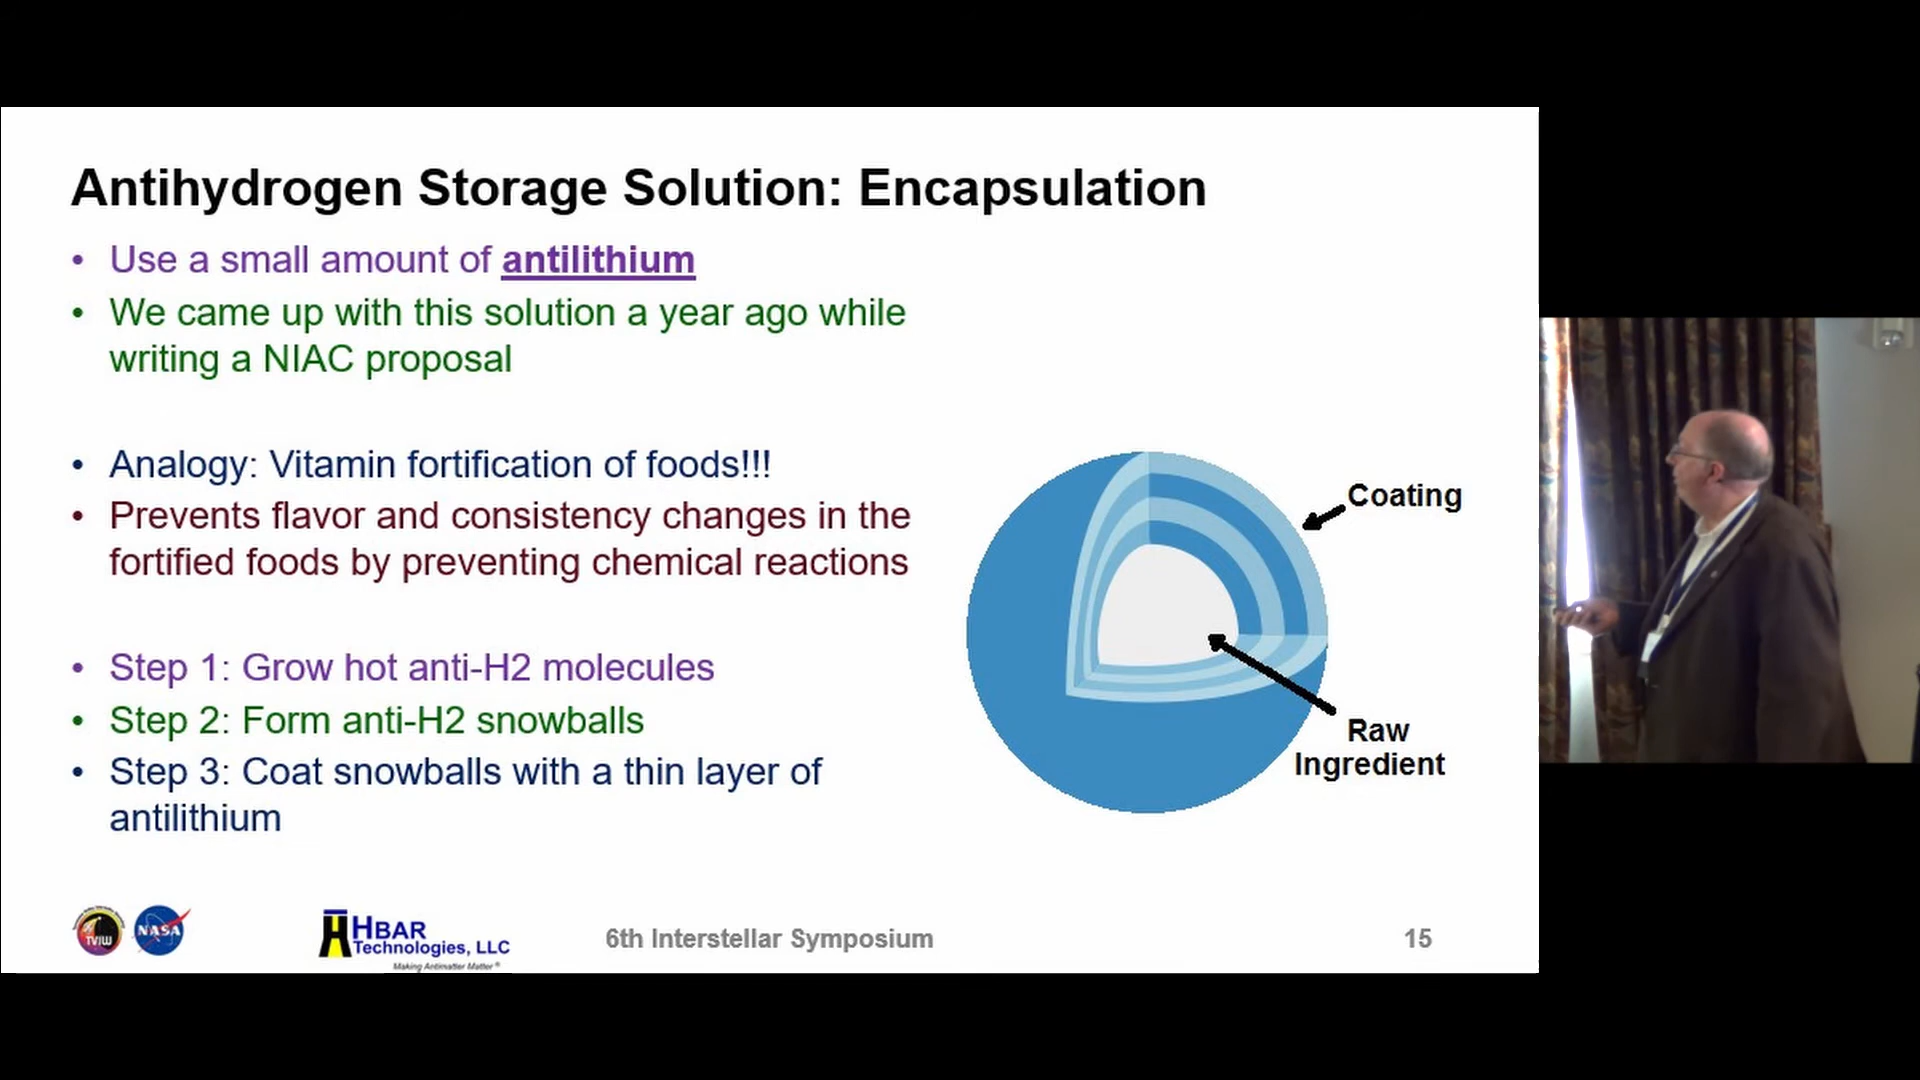 Antihydrogen Storage Solution: Encapsulation
• Use a small amount of antilithium
• We came up with this solution a year ago while
writing a NIAC proposal
• Analogy: Vitamin fortification of foods!!!
• Prevents flavor and consistency changes in the
fortified foods by preventing chemical reactions
• Step 1: Grow hot anti-H2 molecules
• Step 2: Form anti-H2 snowballs
• Step 3: Coat snowballs with a thin layer of
antilithium
Coating
Raw
Ingredient
TVIW
NASA
HBAR
Technologies, LLC
Making Antimatter Matter ®
6th Interstellar Symposium
15